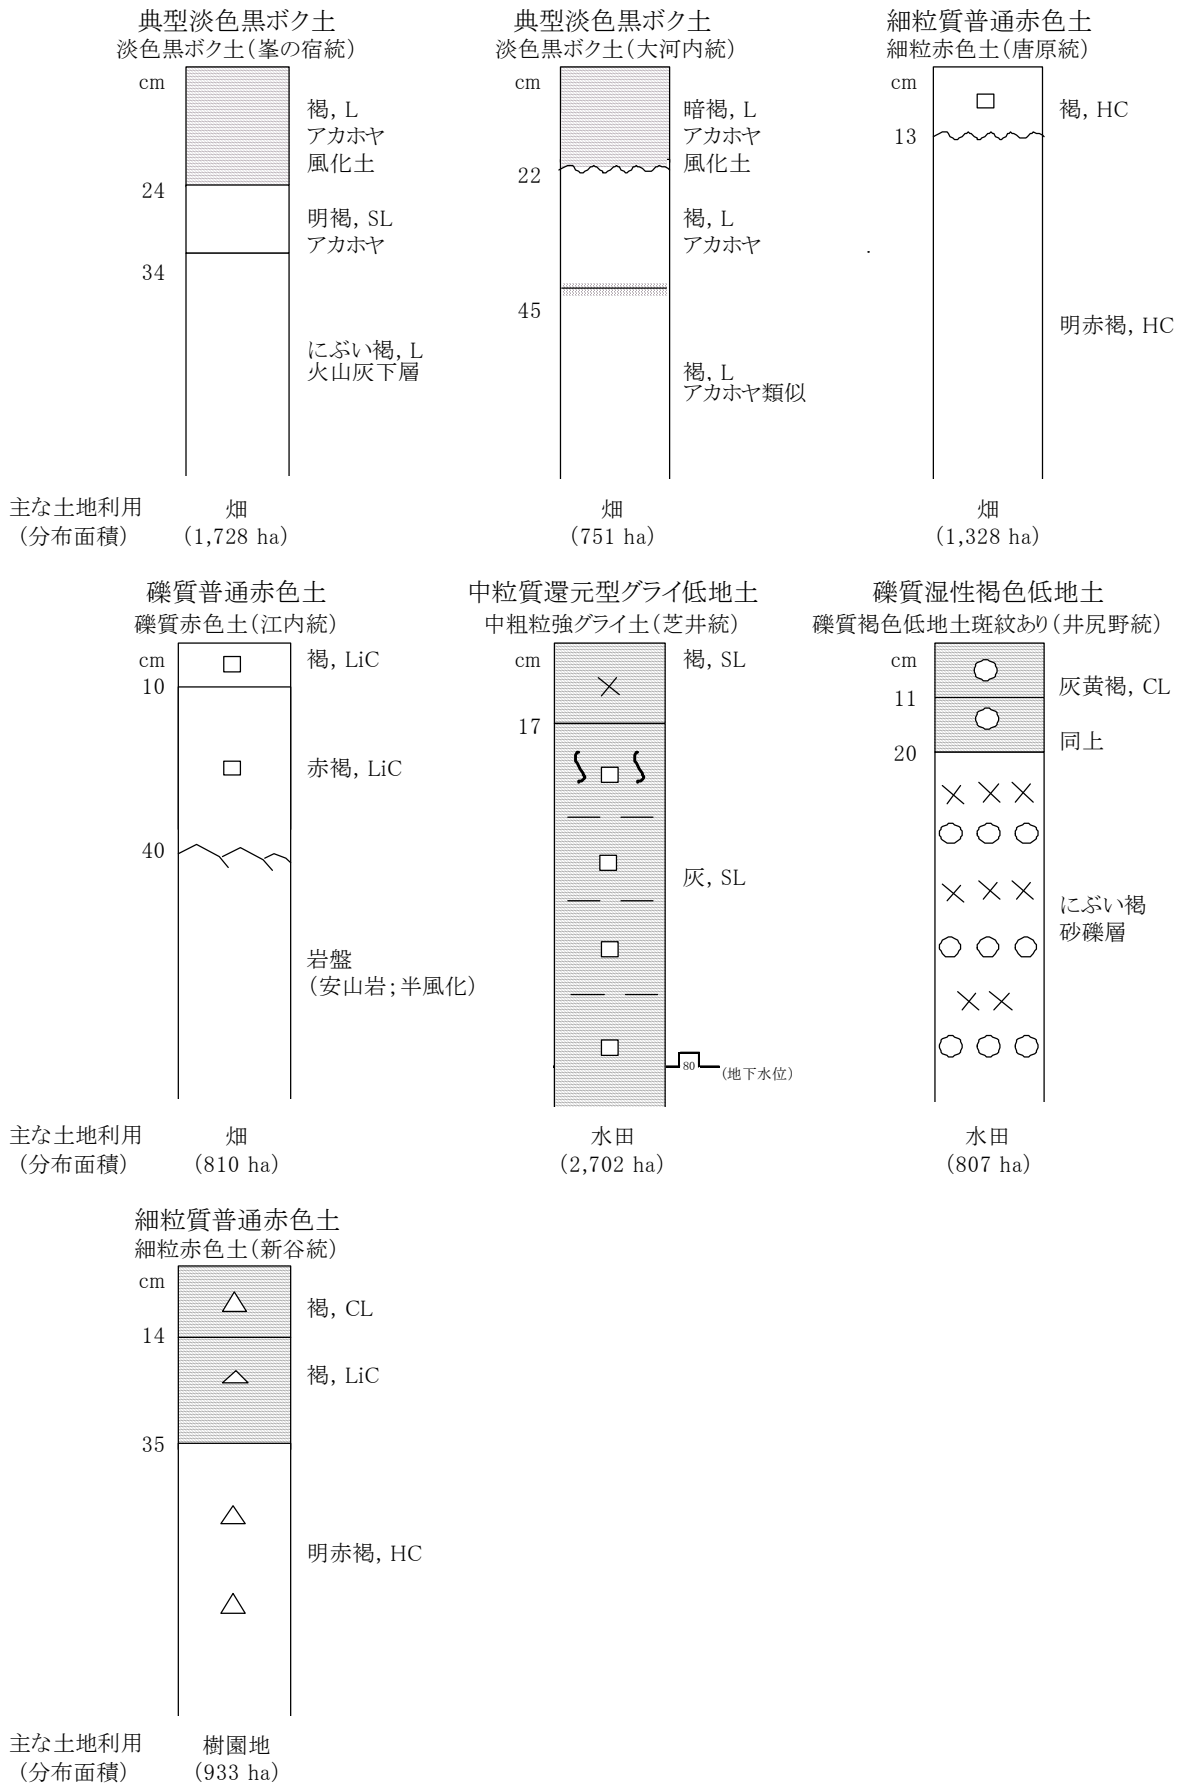 典型淡色黒ボク土
淡色黒ボク土（峯の宿統）
cm
褐, L
アカホヤ
風化土
24
明褐, SL
アカホヤ
34
にぶい褐, L
火山灰下層
典型淡色黒ボク土
淡色黒ボク土（大河内統）
cm
暗褐, L
アカホヤ
風化土
22
褐, L
アカホヤ
45
褐, L
アカホヤ類似
細粒質普通赤色土
細粒赤色土（唐原統）
cm
褐, HC
13
明赤褐, HC
主な土地利用 畑 畑 畑
（分布面積） （1,728 ha） （751 ha） （1,328 ha）
礫質普通赤色土
礫質赤色土（江内統）
cm
褐, LiC
10
赤褐, LiC
40
岩盤
（安山岩；半風化）
中粒質還元型グライ低地土
中粗粒強グライ土（芝井統）
cm
褐, SL
17
灰, SL
80
（地下水位）
礫質湿性褐色低地土
礫質褐色低地土斑紋あり（井尻野統）
cm
灰黄褐, CL
11
同上
20
にぶい褐
砂礫層
主な土地利用 畑 水田 水田
（分布面積） （810 ha） （2,702 ha） （807 ha）
細粒質普通赤色土
細粒赤色土（新谷統）
cm
褐, CL
14
褐, LiC
35
明赤褐, HC
主な土地利用 樹園地
（分布面積） （933 ha）